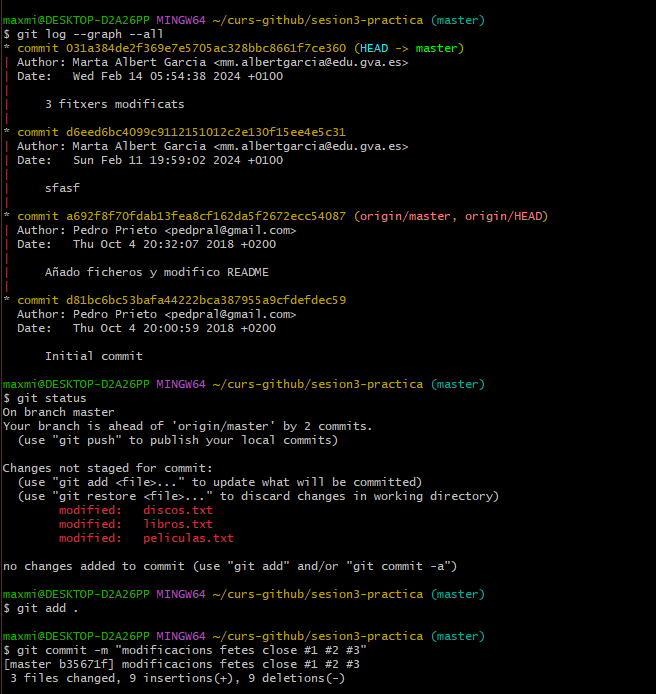 maxmi@DESKTOP-D2A26PP MINGW64 ~/curs-github/sesion3-practica (master)
$ git log --graph --all
* commit 031a384de2f369e7e5705ac328bbc8661f7ce360 (HEAD -> master)
| Author: Marta Albert Garcia <mm.albertgarcia@edu.gva.es>
| Date:   Wed Feb 14 05:54:38 2024 +0100
|
|     3 fitxers modificats
|
* commit d6eed6bc4099c9112151012c2e130f15ee4e5c31
| Author: Marta Albert Garcia <mm.albertgarcia@edu.gva.es>
| Date:   Sun Feb 11 19:59:02 2024 +0100
|
|     sfasf
|
* commit a692f8f70fdab13fea8cf162da5f2672ecc54087 (origin/master, origin/HEAD)
| Author: Pedro Prieto <pedpral@gmail.com>
| Date:   Thu Oct 4 20:32:07 2018 +0200
|
|     Añado ficheros y modifico README
|
* commit d81bc6bc53bafa44222bca387955a9cfdefdec59
  Author: Pedro Prieto <pedpral@gmail.com>
  Date:   Thu Oct 4 20:00:59 2018 +0200

      Initial commit

maxmi@DESKTOP-D2A26PP MINGW64 ~/curs-github/sesion3-practica (master)
$ git status
On branch master
Your branch is ahead of 'origin/master' by 2 commits.
  (use "git push" to publish your local commits)

Changes not staged for commit:
  (use "git add <file>..." to update what will be committed)
  (use "git restore <file>..." to discard changes in working directory)
        modified:   discos.txt
        modified:   libros.txt
        modified:   peliculas.txt

no changes added to commit (use "git add" and/or "git commit -a")

maxmi@DESKTOP-D2A26PP MINGW64 ~/curs-github/sesion3-practica (master)
$ git add .

maxmi@DESKTOP-D2A26PP MINGW64 ~/curs-github/sesion3-practica (master)
$ git commit -m "modificacions fetes close #1 #2 #3"
[master b35671f] modificacions fetes close #1 #2 #3
 3 files changed, 9 insertions(+), 9 deletions(-)